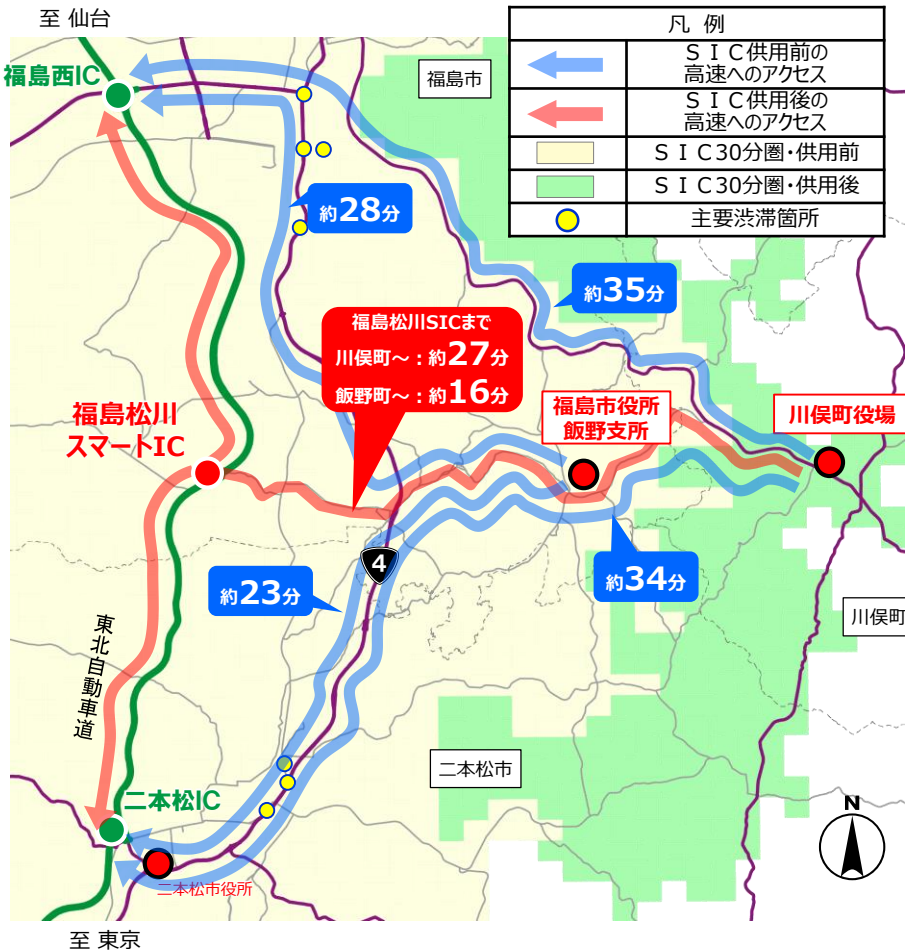 至 仙台
凡 例
ＳＩＣ供用前の
高速へのアクセス
ＳＩＣ供用後の
高速へのアクセス
ＳＩＣ30分圏･供用前
ＳＩＣ30分圏･供用後
主要渋滞箇所
福島西IC
福島市
約28分
約35分
福島松川SICまで
川俣町～：約27分
飯野町～：約16分
福島松川
スマートIC
福島市役所
飯野支所
川俣町役場
4
約23分
約34分
川俣町
東北自動車道
二本松市
二本松IC
N
二本松市役所
至 東京